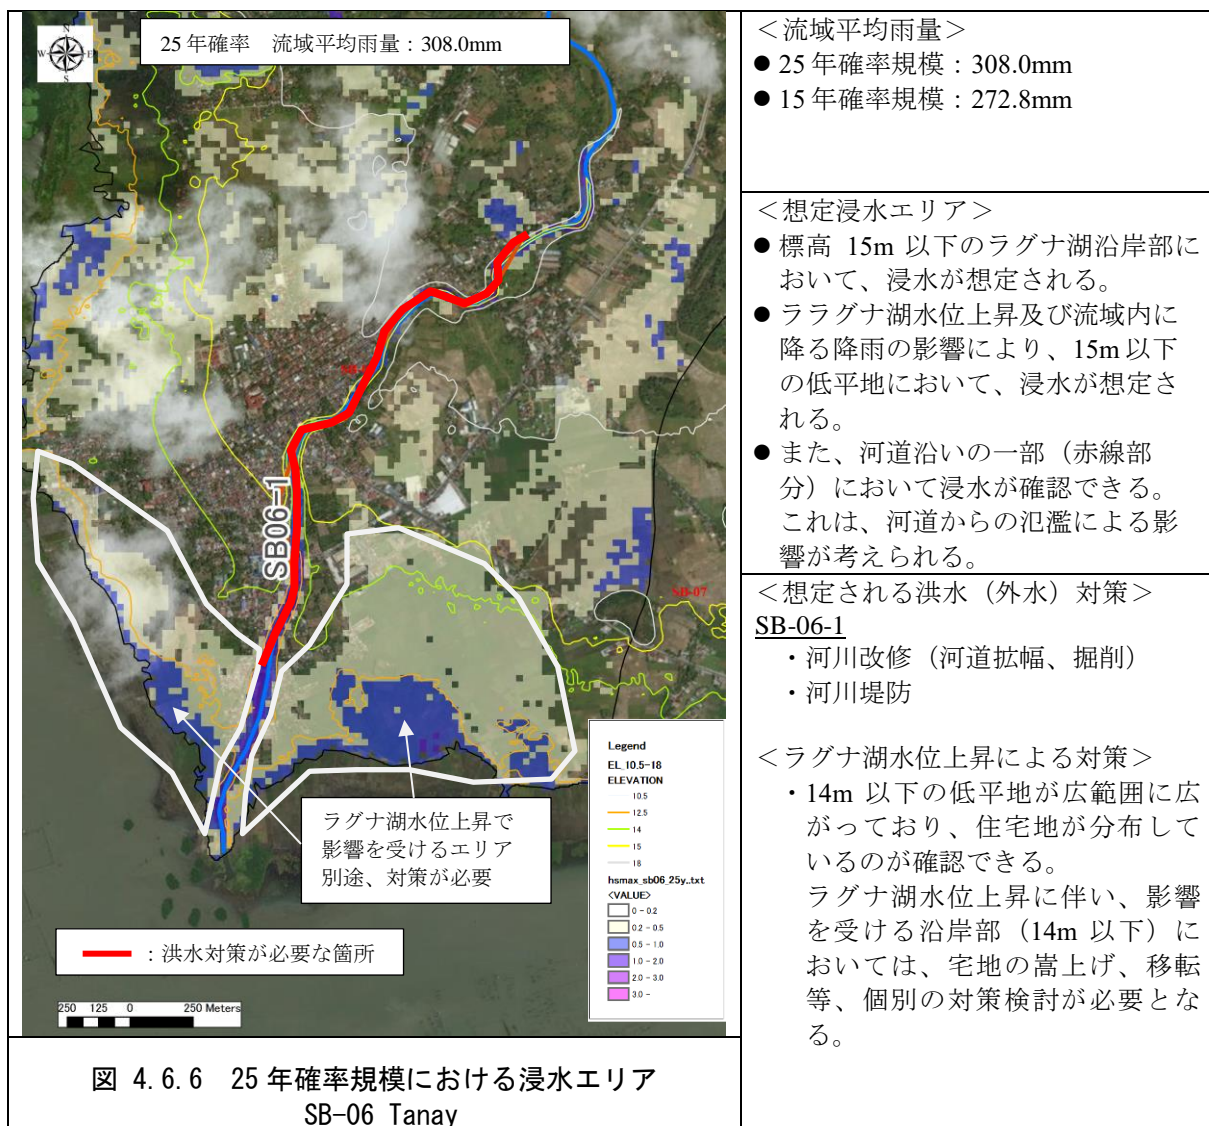 N
W
E
S
25 年確率　流域平均雨量：308.0mm
SB06-1
SB-07
ラグナ湖水位上昇で
影響を受けるエリア
別途、対策が必要
：洪水対策が必要な箇所
250 125 0 250 Meters
Legend
EL_10.5-18
ELEVATION
10.5
12.5
14
15
18
hsmax_sb06_25y..txt
<VALUE>
0 - 0.2
0.2 - 0.5
0.5 - 1.0
1.0 - 2.0
2.0 - 3.0
3.0 -
図 4.6.6　25 年確率規模における浸水エリア
SB-06 Tanay
＜流域平均雨量＞
● 25 年確率規模：308.0mm
● 15 年確率規模：272.8mm
＜想定浸水エリア＞
● 標高 15m 以下のラグナ湖沿岸部に
おいて、浸水が想定される。
● ララグナ湖水位上昇及び流域内に
降る降雨の影響により、15m 以下
の低平地において、浸水が想定さ
れる。
● また、河道沿いの一部（赤線部
分）において浸水が確認できる。
これは、河道からの氾濫による影
響が考えられる。
＜想定される洪水（外水）対策＞
SB-06-1
・河川改修（河道拡幅、掘削）
・河川堤防
＜ラグナ湖水位上昇による対策＞
・14m 以下の低平地が広範囲に広
がっており、住宅地が分布して
いるのが確認できる。
ラグナ湖水位上昇に伴い、影響
を受ける沿岸部（14m 以下）に
おいては、宅地の嵩上げ、移転
等、個別の対策検討が必要とな
る。